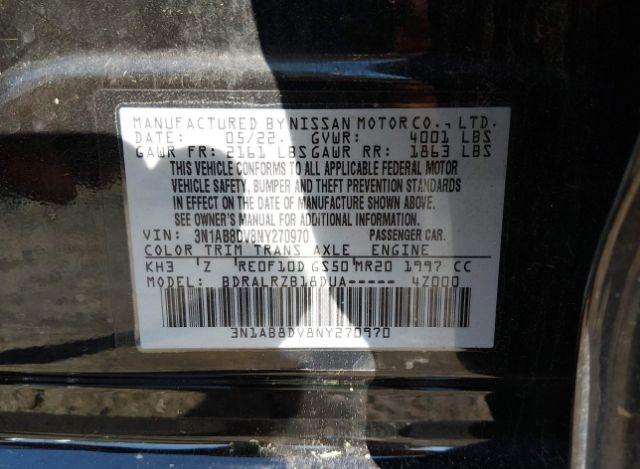 MANUFACTURED BY NISSAN MOTOR CO., LTD.
DATE: 05/22 GVWR: 4001 LBS
GAWR FR: 2161 LBS GAWR RR: 1863 LBS
THIS VEHICLE CONFORMS TO ALL APPLICABLE FEDERAL MOTOR
VEHICLE SAFETY, BUMPER AND THEFT PREVENTION STANDARDS
IN EFFECT ON THE DATE OF MANUFACTURE SHOWN ABOVE.
SEE OWNER'S MANUAL FOR ADDITIONAL INFORMATION.
VIN: 3N1AB8DV8NY270970 PASSENGER CAR.
COLOR TRIM TRANS AXLE ENGINE
KH3 Z RE0F10D GS50 MR20 1997 CC
MODEL: BDRALRZB18DUA----- 4Z000
3N1AB8DV8NY270970